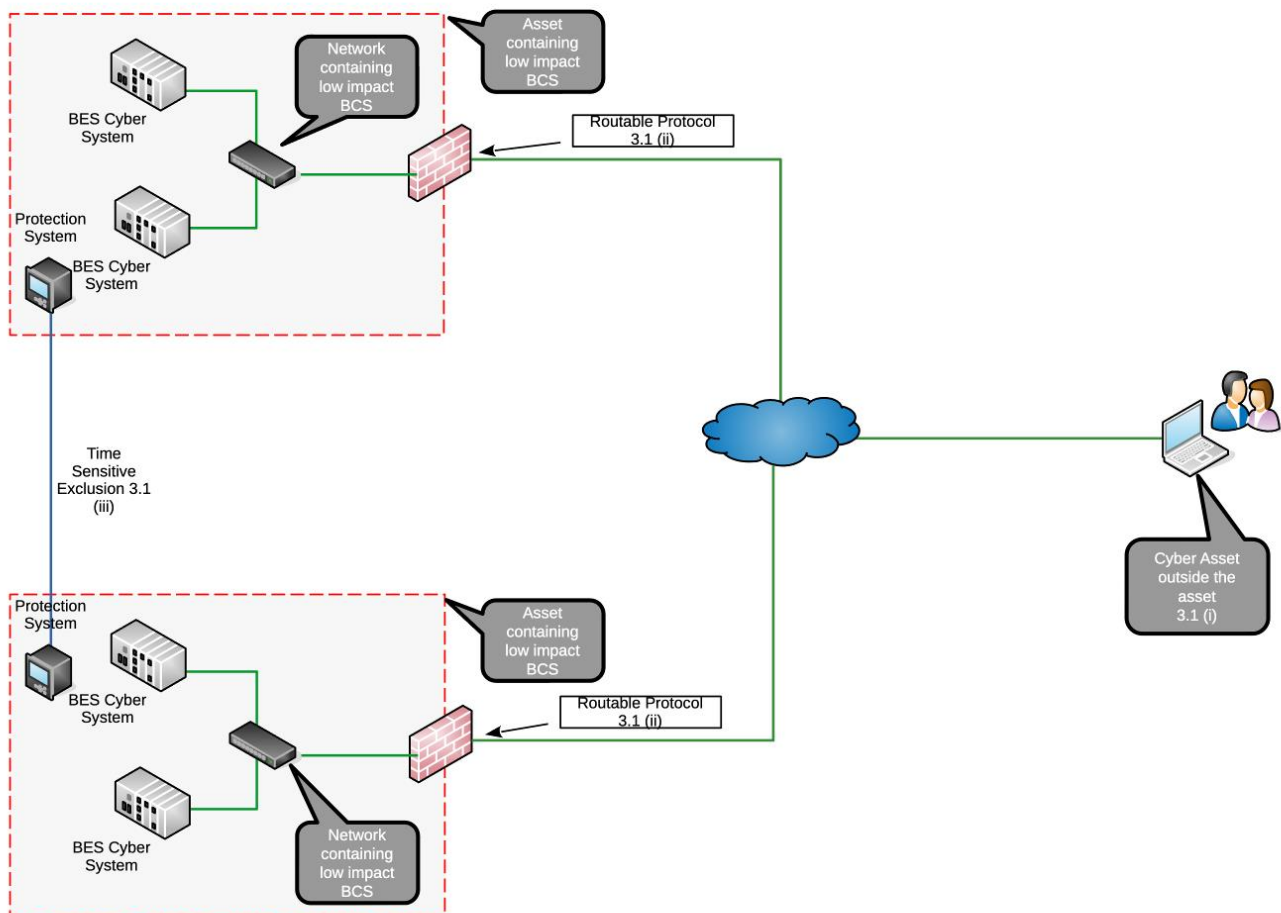 Asset
containing
low impact
BCS
Network
containing
low impact
BCS
BES Cyber
System
Routable Protocol
3.1 (ii)
Protection
System
BES Cyber
System
Time
Sensitive
Exclusion 3.1
(iii)
Cyber Asset
outside the
asset
3.1 (i)
Protection
System
Asset
containing
low impact
BCS
BES Cyber
System
Routable Protocol
3.1 (ii)
BES Cyber
System
Network
containing
low impact
BCS